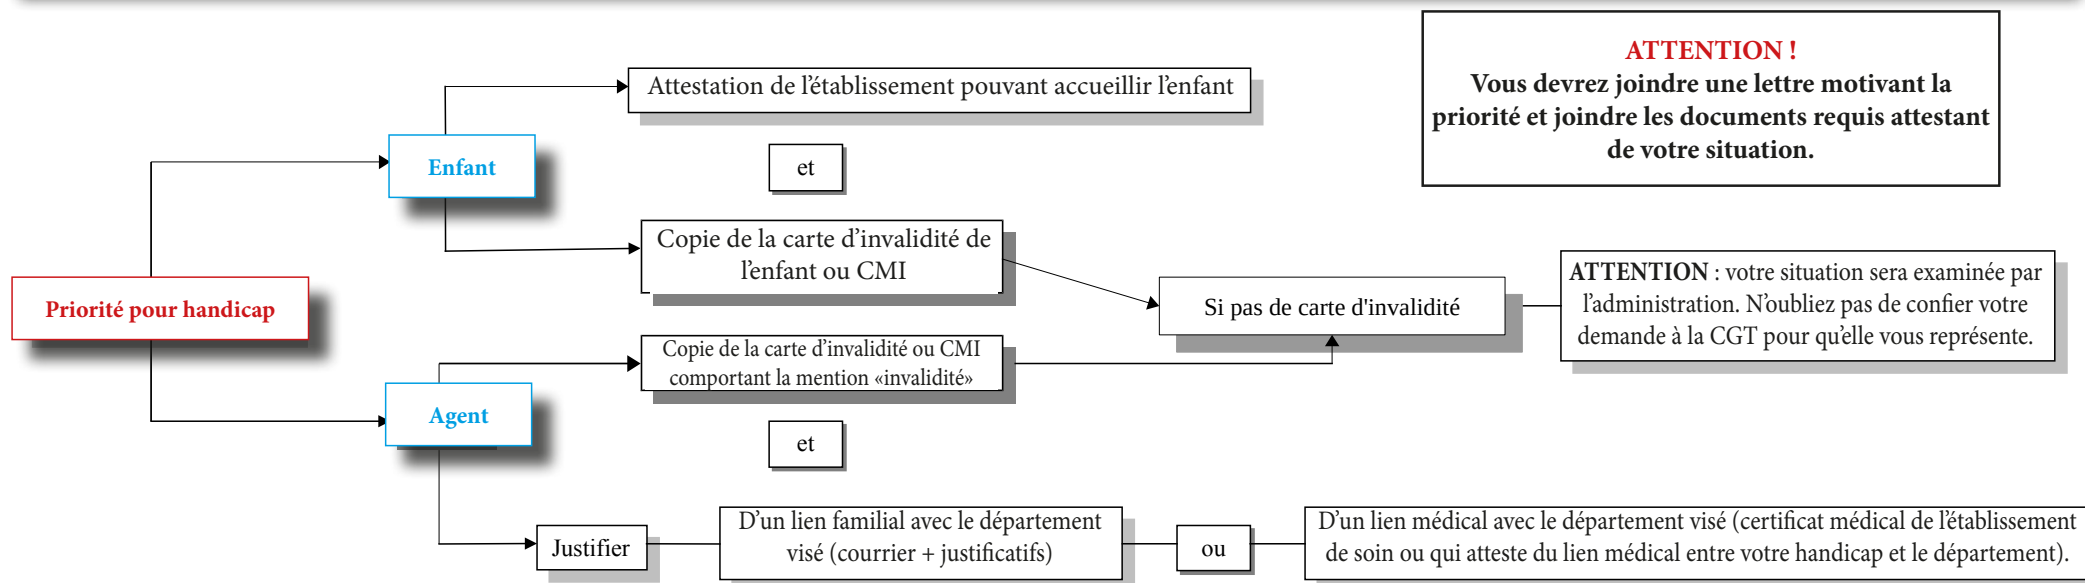 ATTENTION !
Vous devrez joindre une lettre motivant la
priorité et joindre les documents requis attestant
de votre situation.
Attestation de l'établissement pouvant accueillir l'enfant
Enfant
et
Copie de la carte d'invalidité de
l'enfant ou CMI
Priorité pour handicap
Si pas de carte d'invalidité
ATTENTION : votre situation sera examinée par
l'administration. N'oubliez pas de confier votre
demande à la CGT pour qu'elle vous représente.
Copie de la carte d'invalidité ou CMI
comportant la mention «invalidité»
Agent
et
Justifier
D'un lien familial avec le département
visé (courrier + justificatifs)
ou
D'un lien médical avec le département visé (certificat médical de l'établissement
de soin ou qui atteste du lien médical entre votre handicap et le département).